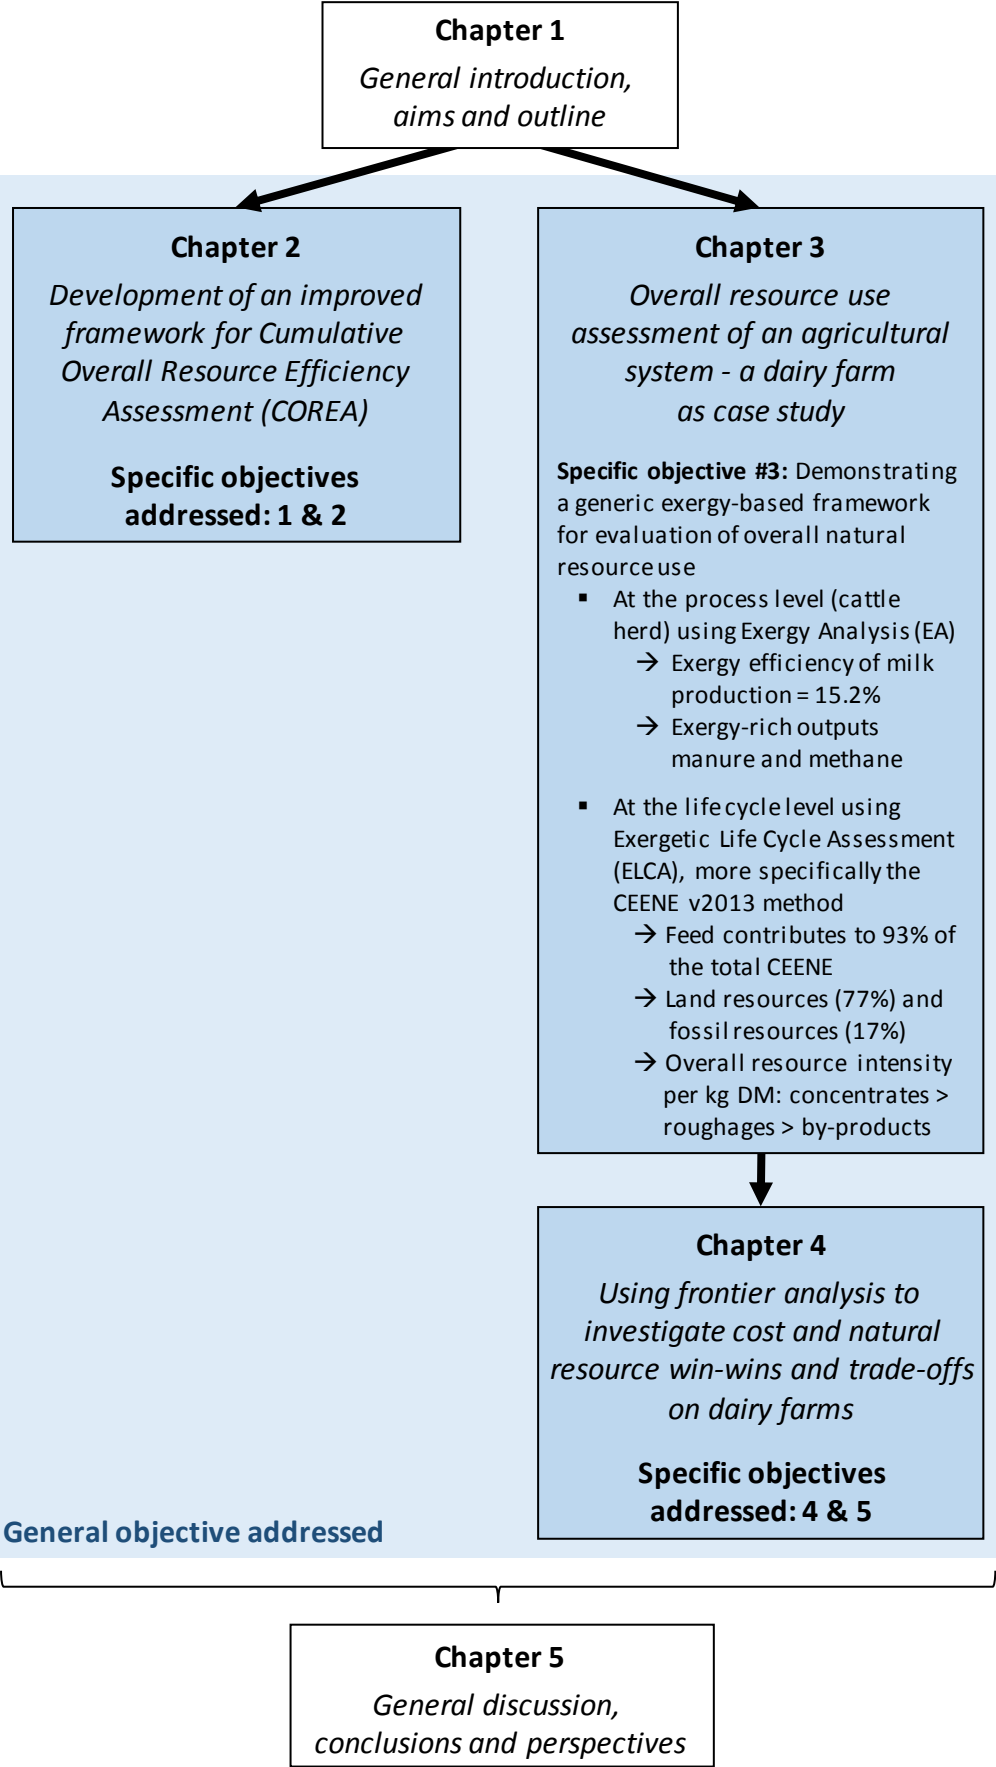 Chapter 1
General introduction,
aims and outline
Chapter 2
Development of an improved
framework for Cumulative
Overall Resource Efficiency
Assessment (COREA)
Specific objectives
addressed: 1 & 2
Chapter 3
Overall resource use
assessment of an agricultural
system - a dairy farm
as case study
Specific objective #3: Demonstrating
a generic exergy-based framework
for evaluation of overall natural
resource use
▪ At the process level (cattle
herd) using Exergy Analysis (EA)
→ Exergy efficiency of milk
production = 15.2%
→ Exergy-rich outputs
manure and methane
▪ At the life cycle level using
Exergetic Life Cycle Assessment
(ELCA), more specifically the
CEENE v2013 method
→ Feed contributes to 93% of
the total CEENE
→ Land resources (77%) and
fossil resources (17%)
→ Overall resource intensity
per kg DM: concentrates >
roughages > by-products
Chapter 4
Using frontier analysis to
investigate cost and natural
resource win-wins and trade-offs
on dairy farms
Specific objectives
addressed: 4 & 5
General objective addressed
Chapter 5
General discussion,
conclusions and perspectives